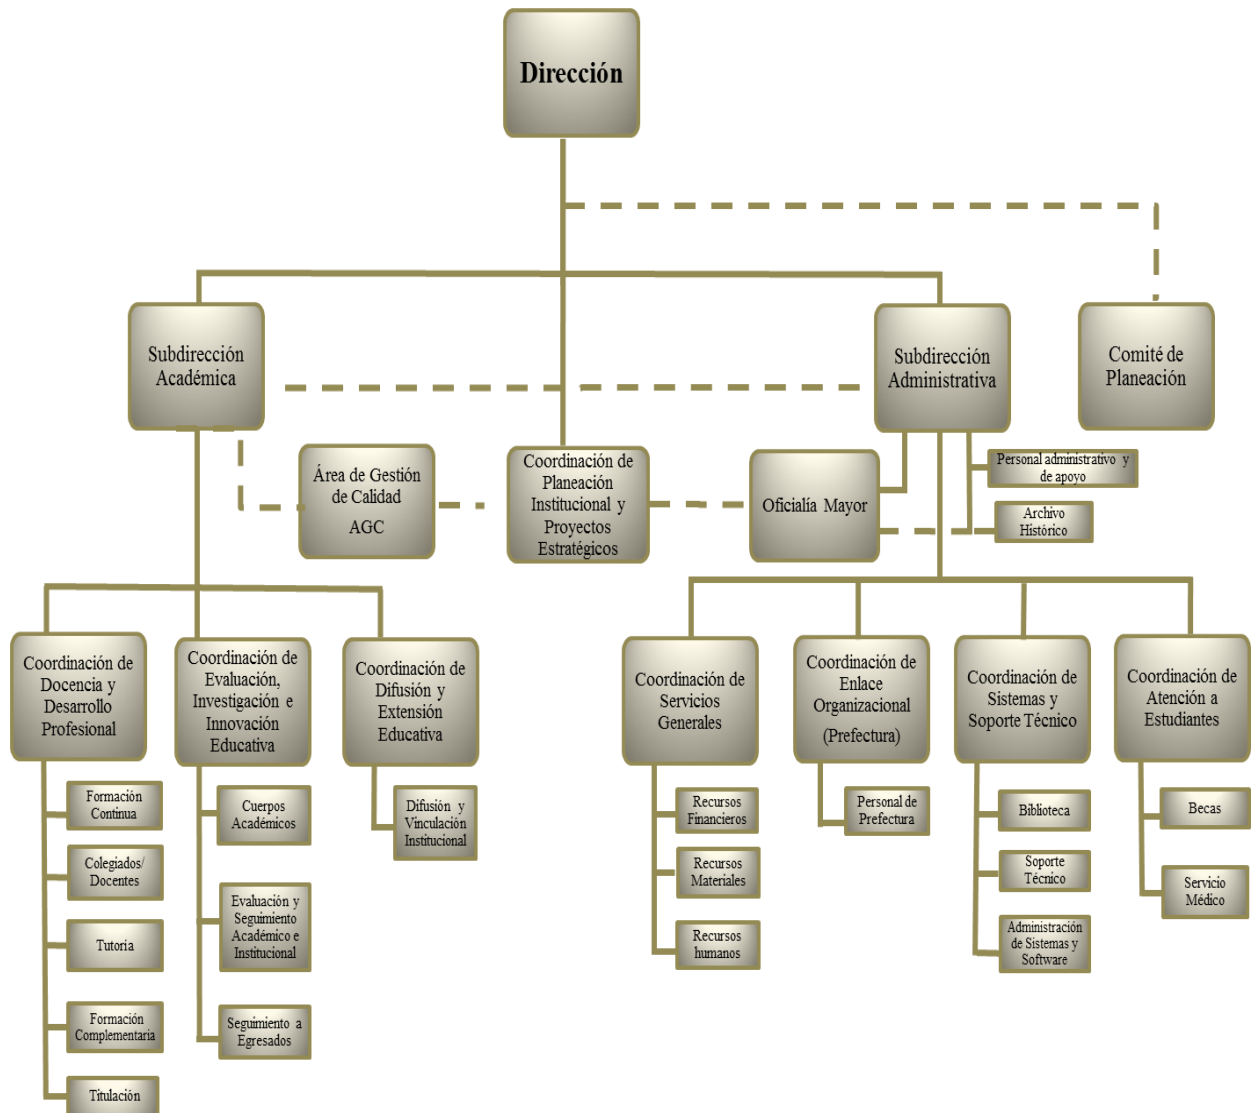 Dirección
Subdirección
Académica
Subdirección
Administrativa
Comité de
Planeación
Área de Gestión
de Calidad
AGC
Coordinación de
Planeación
Institucional y
Proyectos
Estratégicos
Oficialía Mayor
Personal administrativo y
de apoyo
Archivo
Histórico
Coordinación de
Docencia y
Desarrollo
Profesional
Coordinación de
Evaluación,
Investigación e
Innovación
Educativa
Coordinación de
Difusión y
Extensión
Educativa
Coordinación de
Servicios
Generales
Coordinación de
Enlace
Organizacional
(Prefectura)
Coordinación de
Sistemas y
Soporte Técnico
Coordinación de
Atención a
Estudiantes
Formación
Continua
Colegiados/
Docentes
Tutoría
Formación
Complementaria
Titulación
Cuerpos
Académicos
Evaluación y
Seguimiento
Académico e
Institucional
Seguimiento a
Egresados
Difusión y
Vinculación
Institucional
Recursos
Financieros
Recursos
Materiales
Recursos
humanos
Personal de
Prefectura
Biblioteca
Soporte
Técnico
Administración
de Sistemas y
Software
Becas
Servicio
Médico